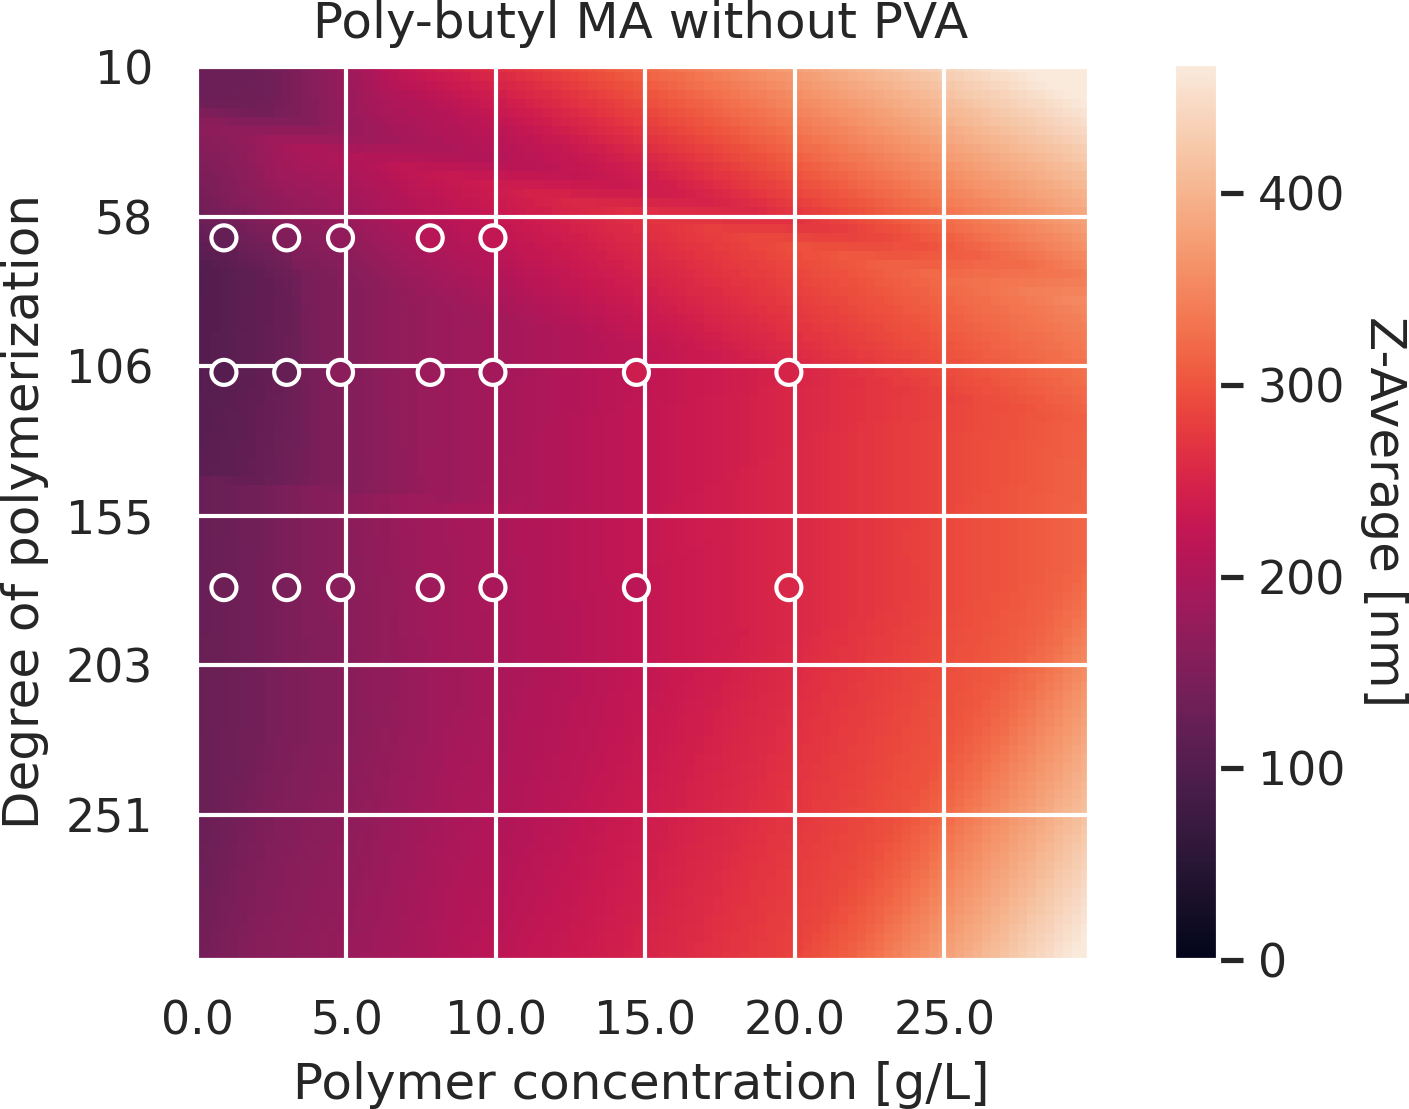 Poly-butyl MA without PVA
Degree of polymerization
10
58
106
155
203
251
0.0 5.0 10.0 15.0 20.0 25.0
Polymer concentration [g/L]
400
300
200
100
0
Z-Average [nm]